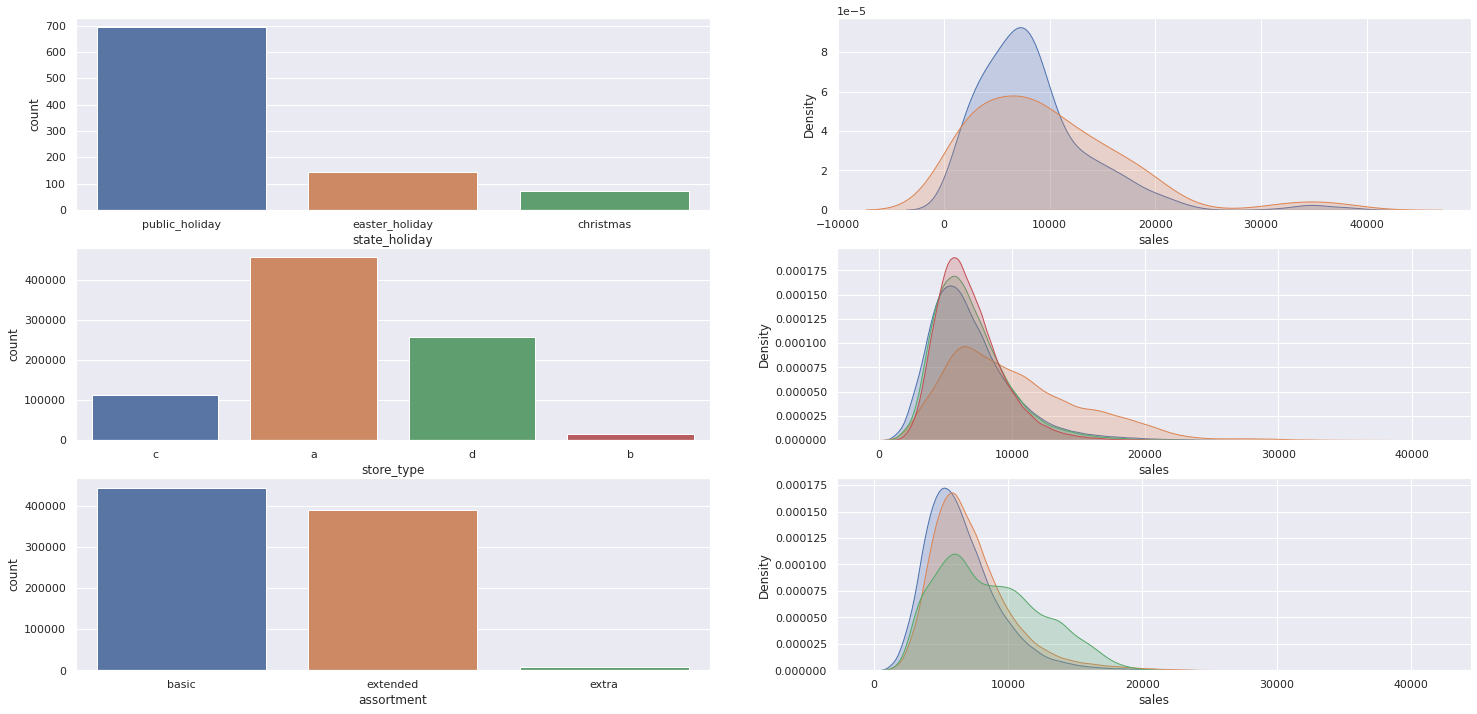 700
600
500
400
300
200
100
0
count
public_holiday easter_holiday christmas
state_holiday
1e−5
8
6
4
2
0
Density
−10000 0 10000 20000 30000 40000
sales
400000
300000
200000
100000
0
count
c a d b
store_type
0.000175
0.000150
0.000125
0.000100
0.000075
0.000050
0.000025
0.000000
Density
0 10000 20000 30000 40000
sales
400000
300000
200000
100000
0
count
basic extended extra
assortment
0.000175
0.000150
0.000125
0.000100
0.000075
0.000050
0.000025
0.000000
Density
0 10000 20000 30000 40000
sales